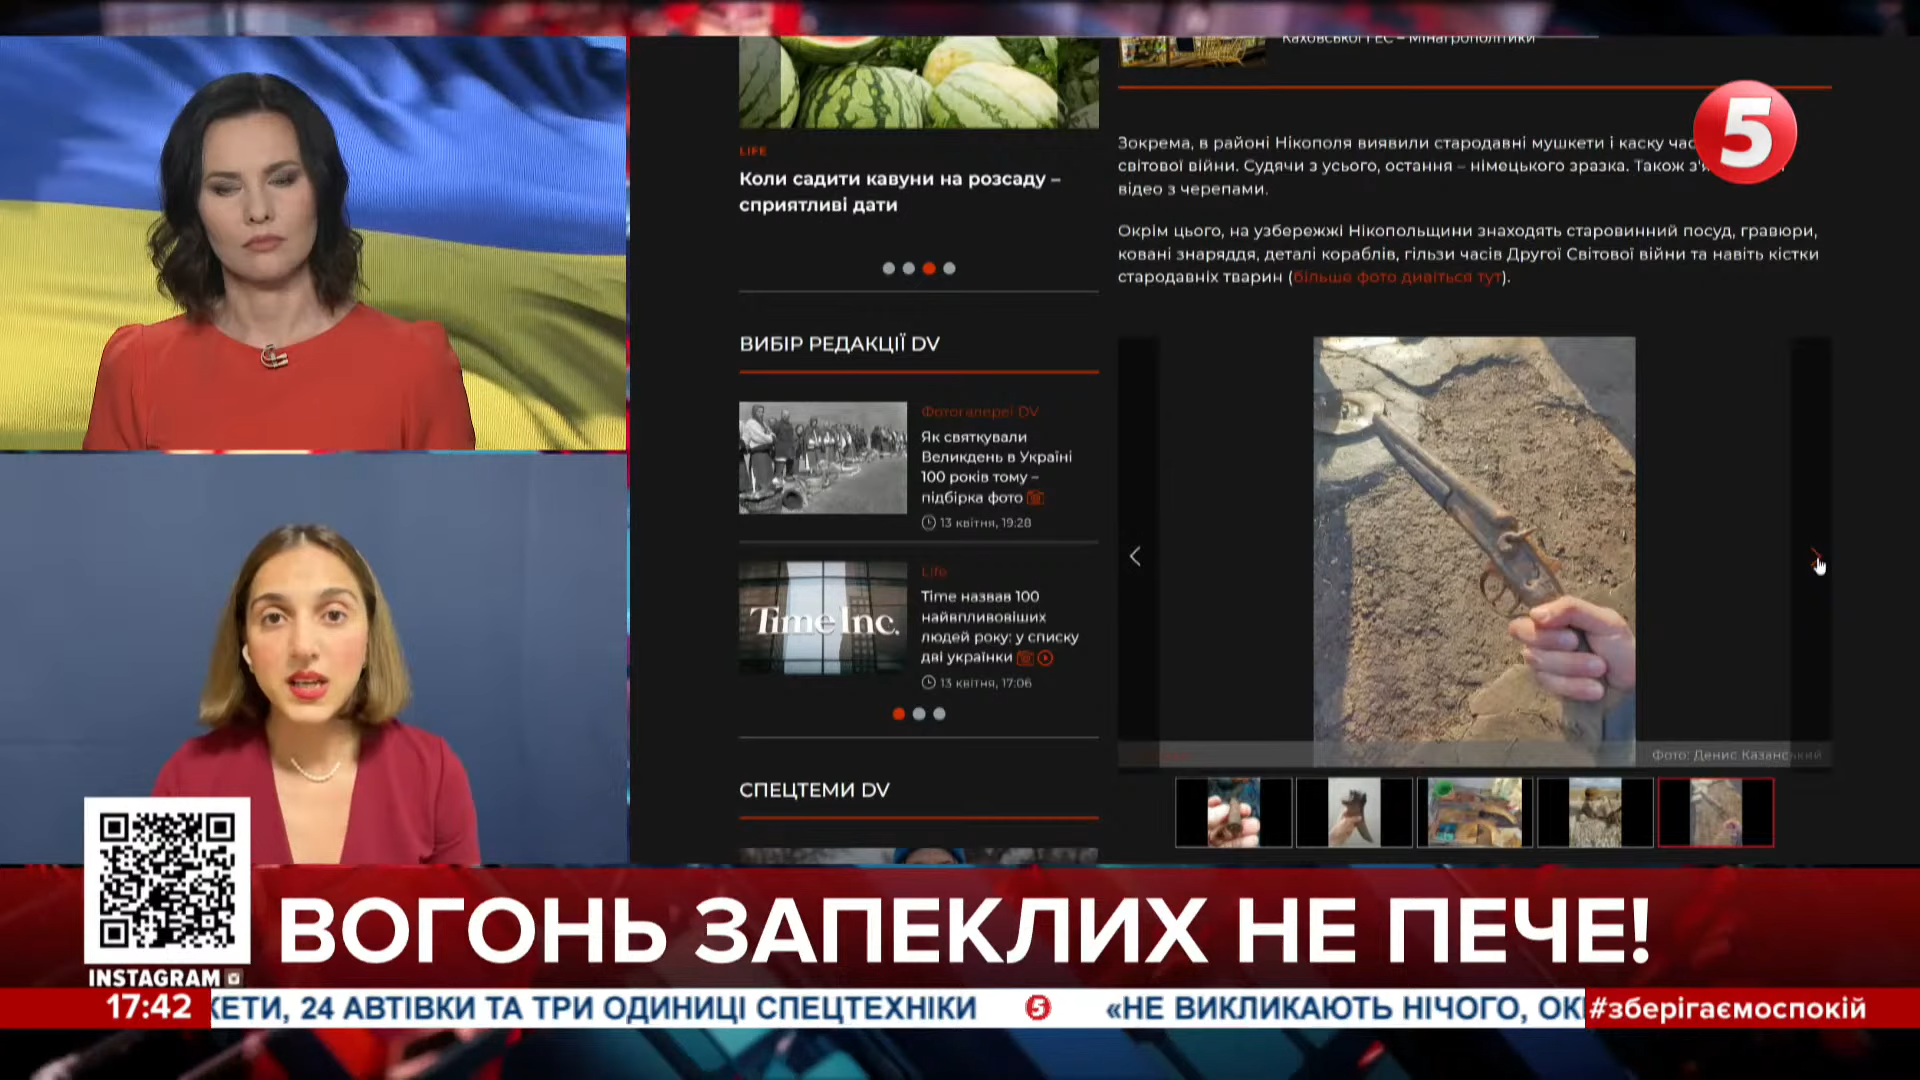 Каховської ГЕС – Мінагрополітики
5
LIFE
Коли садити кавуни на розсаду –
сприятливі дати
Зокрема, в районі Нікополя виявили стародавні мушкети і каску час
світової війни. Судячи з усього, остання – німецького зразка. Також
відео з черепами.
Окрім цього, на узбережжі Нікопольщини знаходять старовинний посуд, гравюри,
ковані знаряддя, деталі кораблів, гільзи часів Другої Світової війни та навіть кістки
стародавніх тварин (більше фото дивіться тут).
ВИБІР РЕДАКЦІЇ DV
Фотогалереї DV
Як святкували
Великдень в Україні
100 років тому –
підбірка фото
13 квітня, 19:28
Life
Time назвав 100
найвпливовіших
людей року: у списку
дві українки
13 квітня, 17:06
Time Inc.
СПЕЦТЕМИ DV
Фото: Денис Казанський
ВОГОНЬ ЗАПЕКЛИХ НЕ ПЕЧЕ!
INSTAGRAM
17:42
КЕТИ, 24 АВТІВКИ ТА ТРИ ОДИНИЦІ СПЕЦТЕХНІКИ 5 «НЕ ВИКЛИКАЮТЬ НІЧОГО, ОК
#зберігаємоспокій